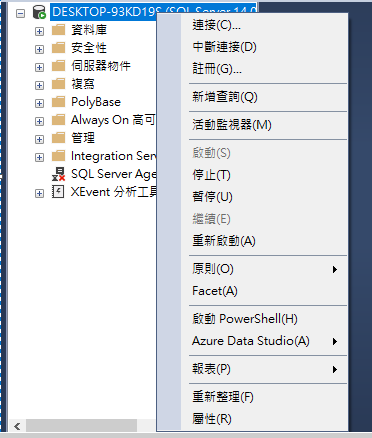 DESKTOP-93KD19S (SQL Server 14.0
資料庫
安全性
伺服器物件
複寫
PolyBase
Always On 高可
管理
Integration Serv
SQL Server Age
XEvent 分析工具
連接(C)...
中斷連接(D)
註冊(G)...
新增查詢(Q)
活動監視器(M)
啟動(S)
停止(T)
暫停(U)
繼續(E)
重新啟動(A)
原則(O)
Facet(A)
啟動 PowerShell(H)
Azure Data Studio(A)
報表(P)
重新整理(F)
屬性(R)